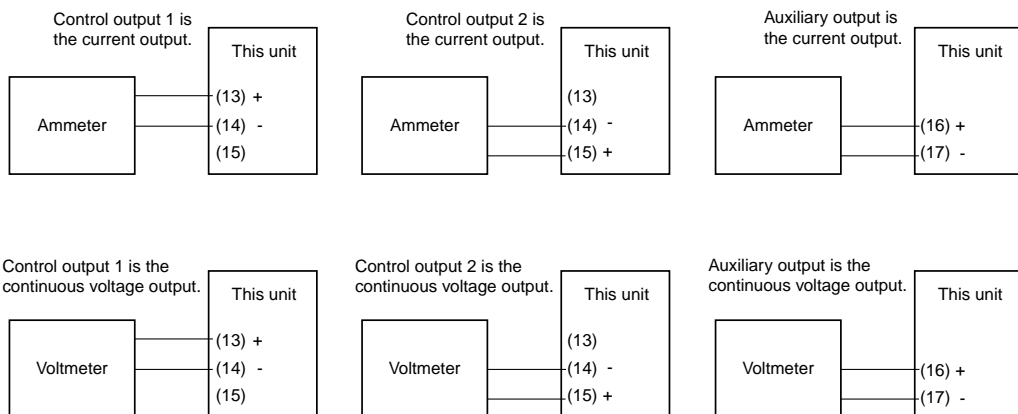 Control output 1 is
the current output.
This unit
Ammeter
(13) +
(14) -
(15)
Control output 2 is
the current output.
This unit
Ammeter
(13)
(14) -
(15) +
Auxiliary output is
the current output.
This unit
Ammeter
(16) +
(17) -
Control output 1 is the
continuous voltage output.
This unit
Voltmeter
(13) +
(14) -
(15)
Control output 2 is the
continuous voltage output.
This unit
Voltmeter
(13)
(14) -
(15) +
Auxiliary output is the
continuous voltage output.
This unit
Voltmeter
(16) +
(17) -